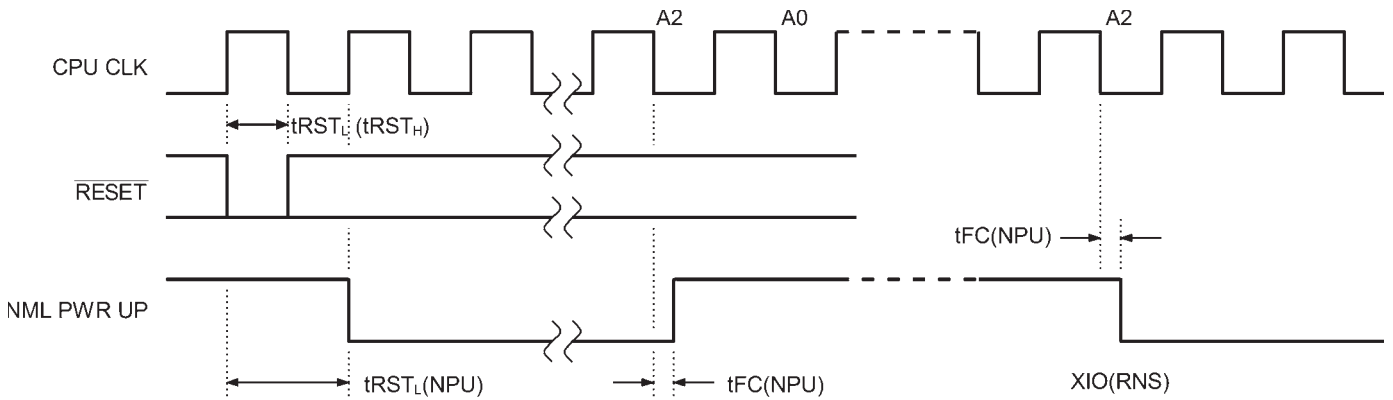 A2 A0 A2
CPU CLK
tRSTL (tRSTH)
RESET
tFC(NPU)
NML PWR UP
tRSTL(NPU) tFC(NPU) XIO(RNS)